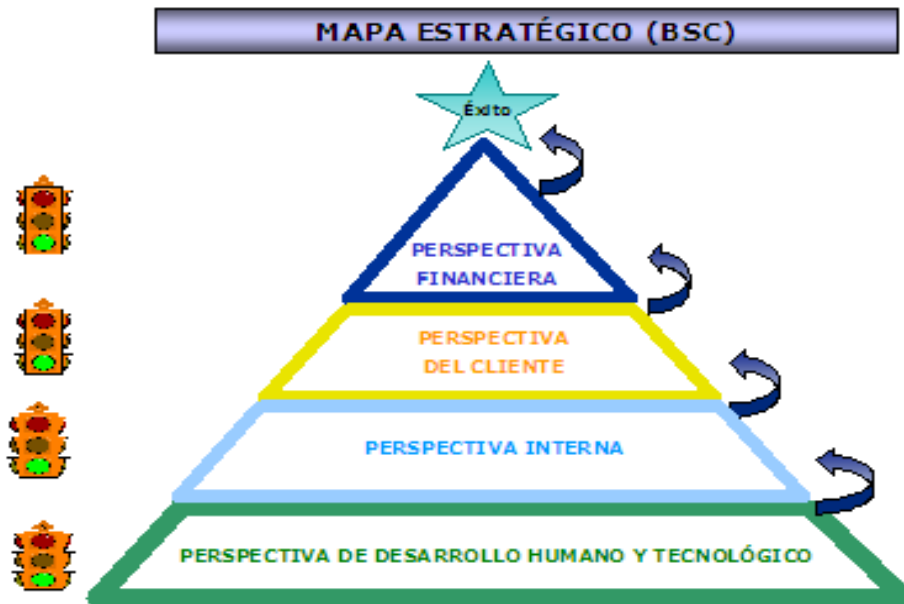 MAPA ESTRATÉGICO (BSC)
Éxito
PERSPECTIVA
FINANCIERA
PERSPECTIVA
DEL CLIENTE
PERSPECTIVA INTERNA
PERSPECTIVA DE DESARROLLO HUMANO Y TECNOLÓGICO